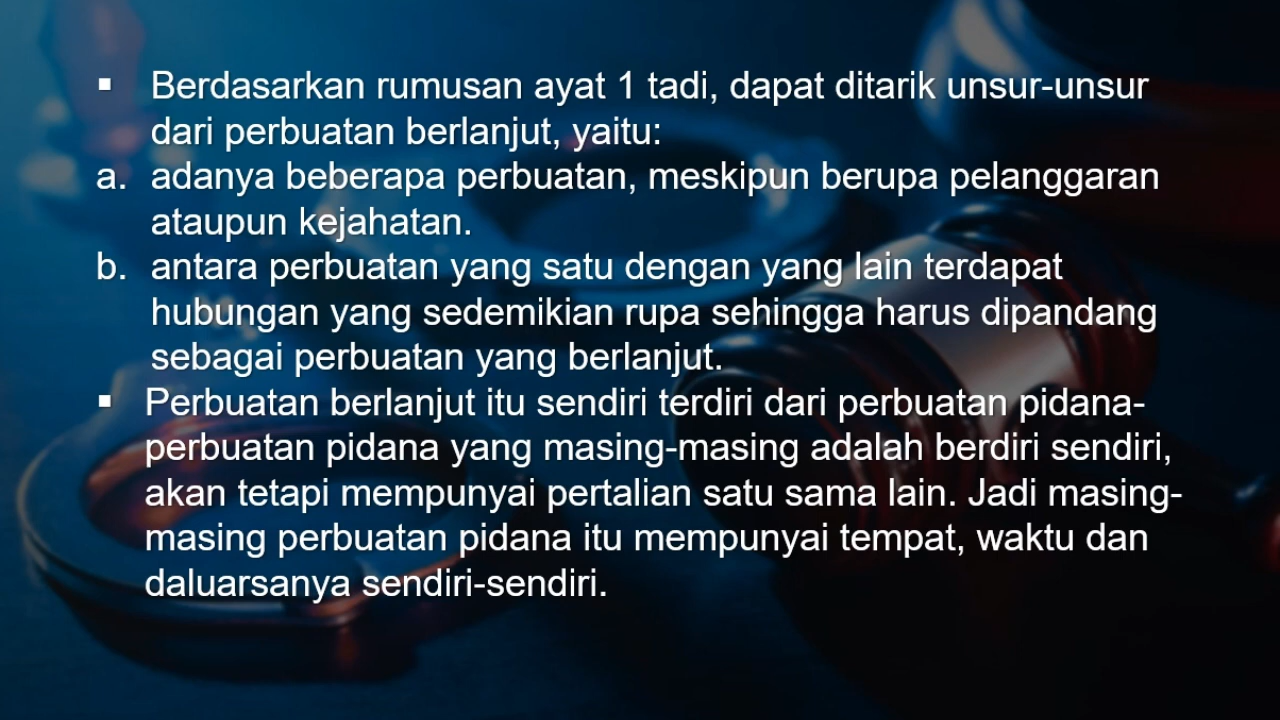 ▪ Berdasarkan rumusan ayat 1 tadi, dapat ditarik unsur-unsur
dari perbuatan berlanjut, yaitu:
a. adanya beberapa perbuatan, meskipun berupa pelanggaran
ataupun kejahatan.
b. antara perbuatan yang satu dengan yang lain terdapat
hubungan yang sedemikian rupa sehingga harus dipandang
sebagai perbuatan yang berlanjut.
▪ Perbuatan berlanjut itu sendiri terdiri dari perbuatan pidana-
perbuatan pidana yang masing-masing adalah berdiri sendiri,
akan tetapi mempunyai pertalian satu sama lain. Jadi masing-
masing perbuatan pidana itu mempunyai tempat, waktu dan
daluarsanya sendiri-sendiri.